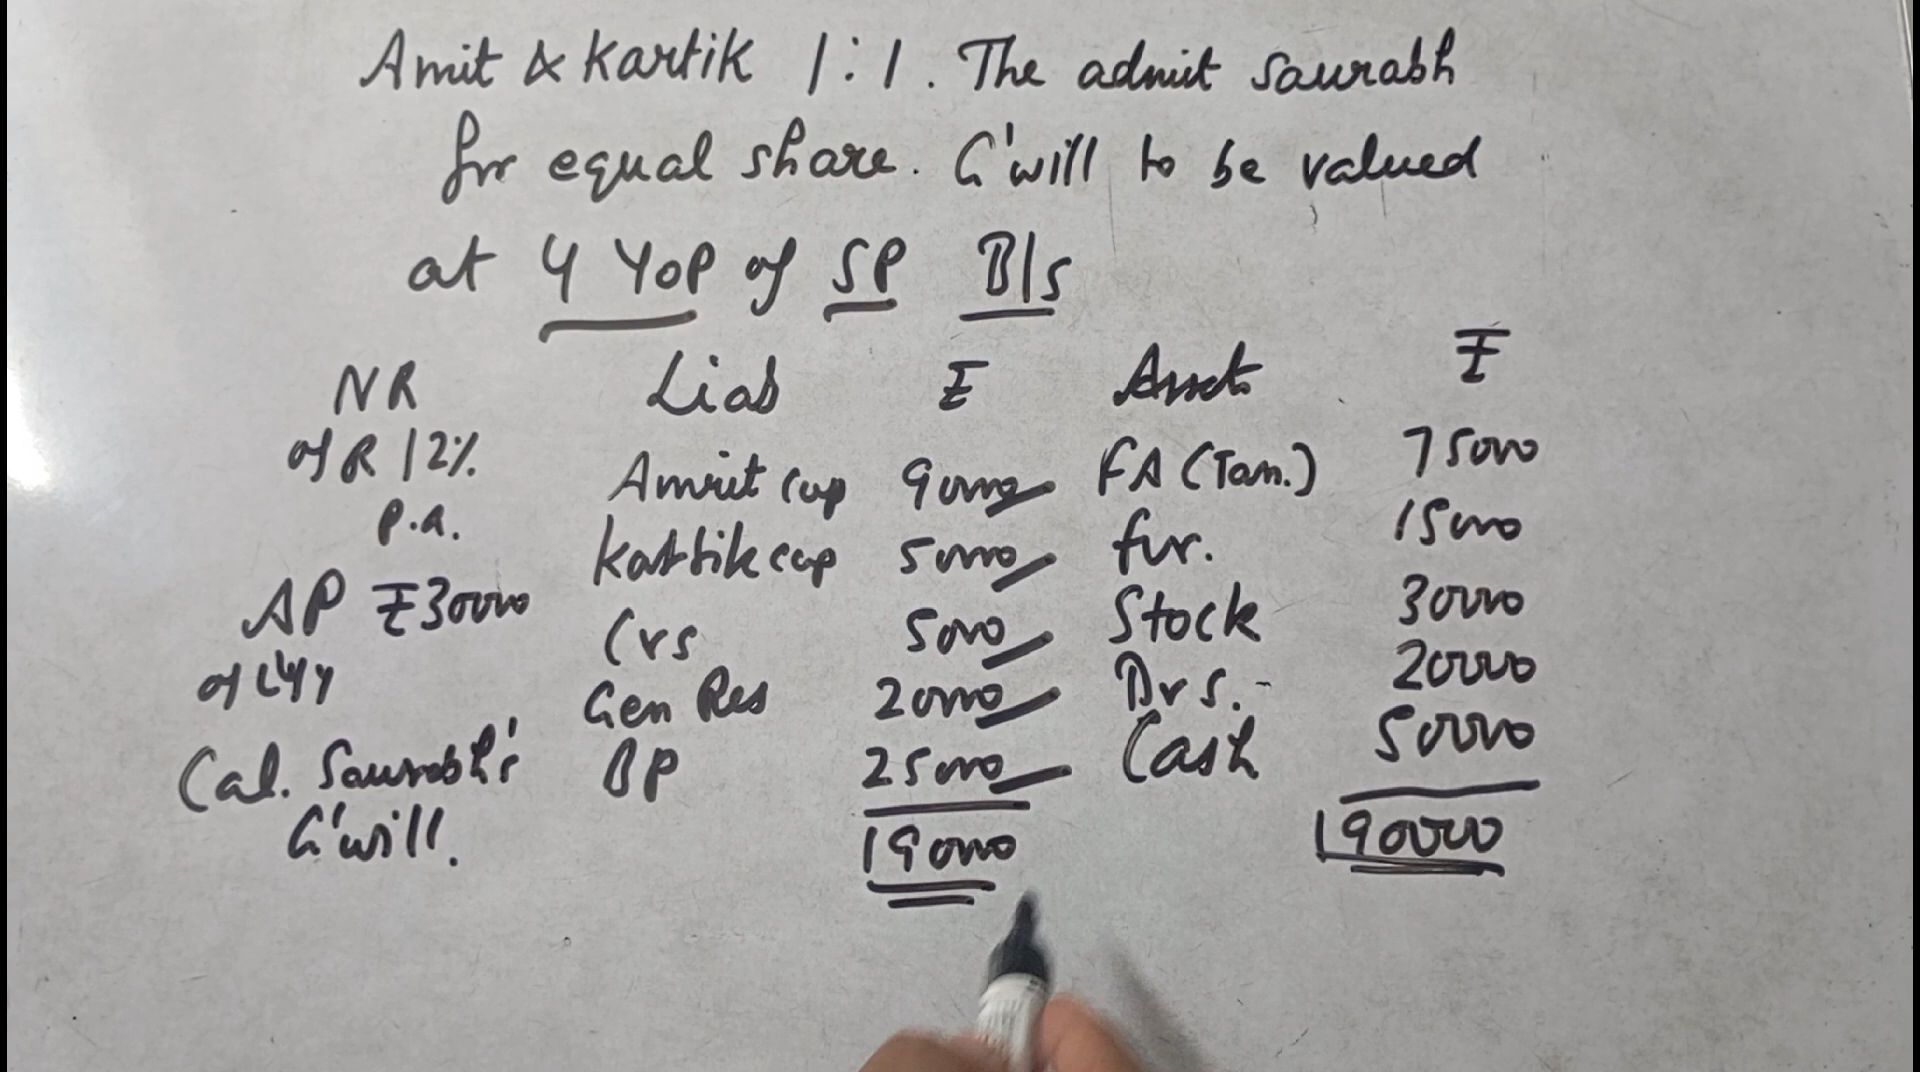 Amit & Kartik 1:1. The admit Saurabh
for equal share. G'will to be valued
at 4 YOP of SP B/s
NR
of R 12%
P.a.
AP ₹30000
of L4Y
Cal. Saurabh's
G'will.
Liab ₹ Asset ₹
Amit cap 90000 FA (Tan.) 75000
Kartik cap 50000 fur. 15000
Crs 5000 Stock 30000
Gen Res 20000 Drs.- 20000
BP 25000 Cash 50000
190000 190000